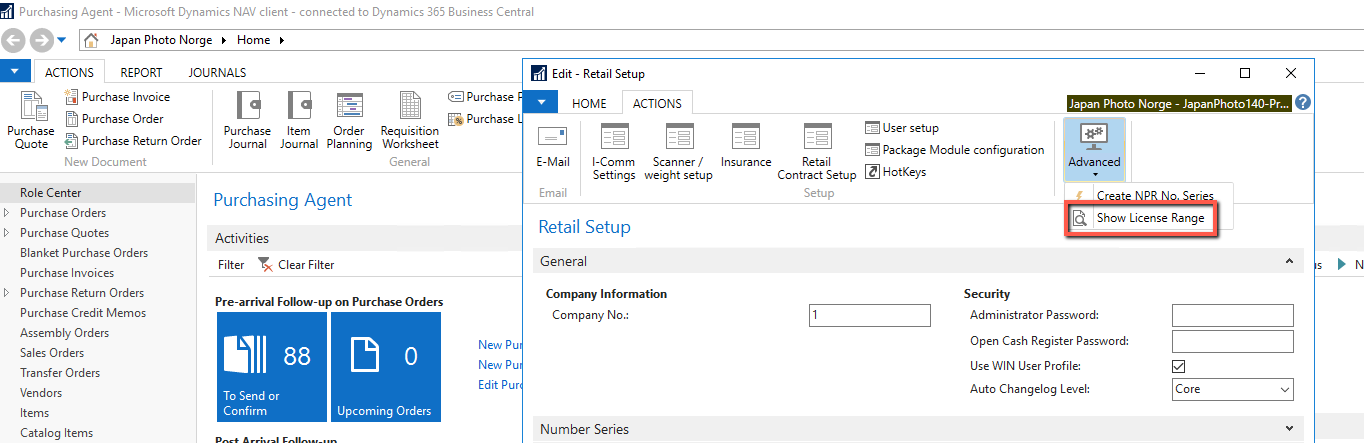 Purchasing Agent - Microsoft Dynamics NAV client - connected to Dynamics 365 Business Central
Japan Photo Norge
Home
ACTIONS
REPORT
JOURNALS
Purchase Quote
Purchase Invoice
Purchase Order
Purchase Return Order
New Document
Purchase Journal
Item Journal
Order Planning
Requisition Worksheet
Purchase
Purchase
General
Role Center
Purchase Orders
Purchase Quotes
Blanket Purchase Orders
Purchase Invoices
Purchase Return Orders
Purchase Credit Memos
Assembly Orders
Sales Orders
Transfer Orders
Vendors
Items
Catalog Items
Purchasing Agent
Activities
Filter
Clear Filter
Pre-arrival Follow-up on Purchase Orders
88
To Send or Confirm
0
Upcoming Orders
New Pur
New Pur
Edit Purc
Post Arrival Follow-up
Edit - Retail Setup
HOME
ACTIONS
Japan Photo Norge - JapanPhoto140-Pr...
E-Mail
Email
I-Comm Settings
Scanner / weight setup
Insurance
Retail Contract Setup
User setup
Package Module configuration
HotKeys
Setup
Advanced
Create NPR No. Series
Show License Range
Retail Setup
General
Company Information
Company No.:
1
Security
Administrator Password:
Open Cash Register Password:
Use WIN User Profile:
Auto Changelog Level:
Core
Number Series